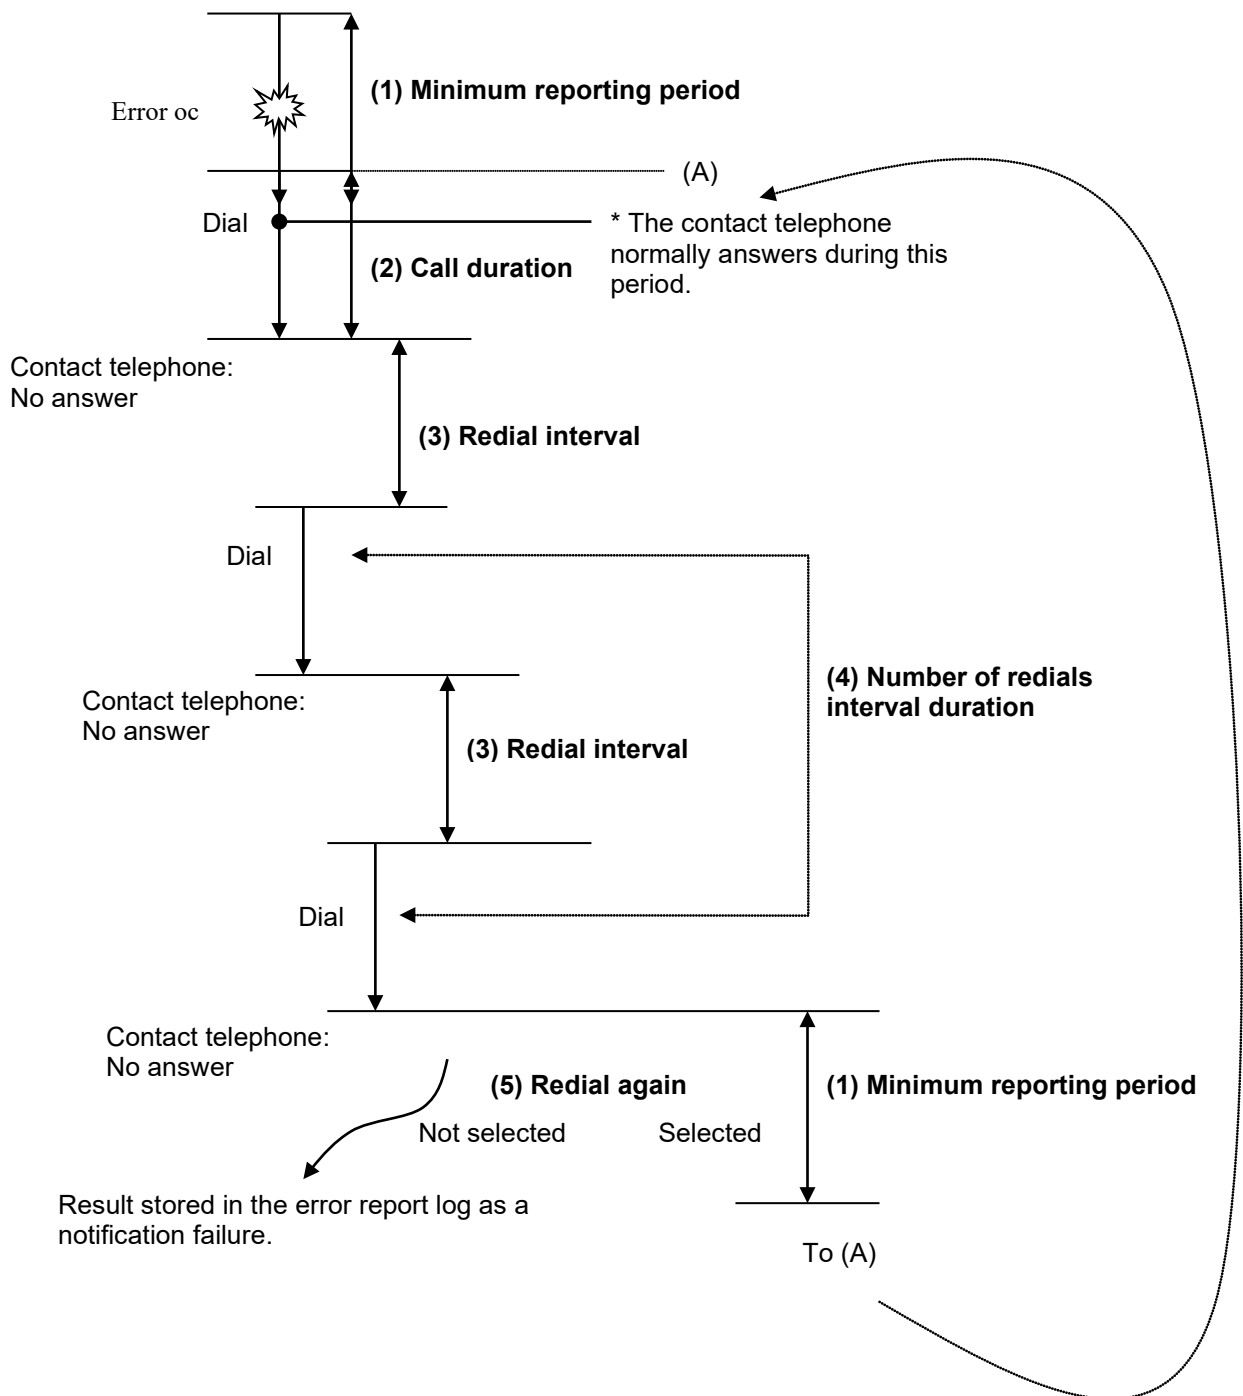 (1) Minimum reporting period
Error oc
(A)
Dial
* The contact telephone
normally answers during this
period.
(2) Call duration
Contact telephone:
No answer
(3) Redial interval
Dial
(4) Number of redials
interval duration
Contact telephone:
No answer
(3) Redial interval
Dial
Contact telephone:
No answer
(5) Redial again
(1) Minimum reporting period
Not selected
Selected
Result stored in the error report log as a
notification failure.
To (A)